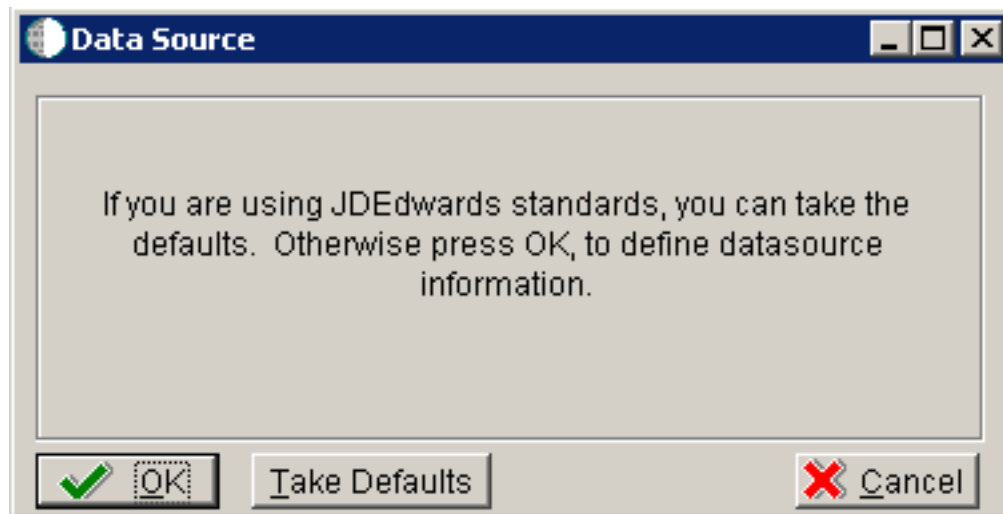 Data Source
If you are using JDEdwards standards, you can take the
defaults.  Otherwise press OK, to define datasource
information.
OK
Take Defaults
Cancel